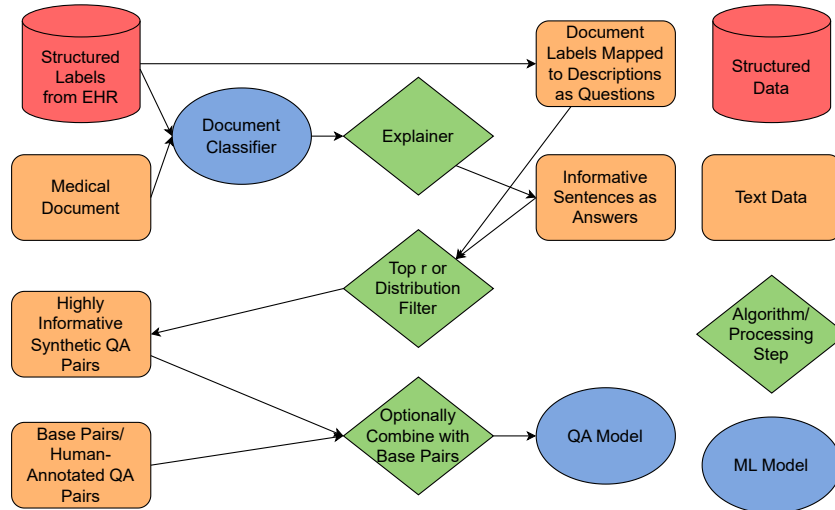 Structured
Labels
from EHR
Document
Labels Mapped
to Descriptions
as Questions
Structured
Data
Document
Classifier
Explainer
Medical
Document
Informative
Sentences as
Answers
Text Data
Top r or
Distribution
Filter
Highly
Informative
Synthetic QA
Pairs
Algorithm/
Processing
Step
Base Pairs/
Human-
Annotated QA
Pairs
Optionally
Combine with
Base Pairs
QA Model
ML Model